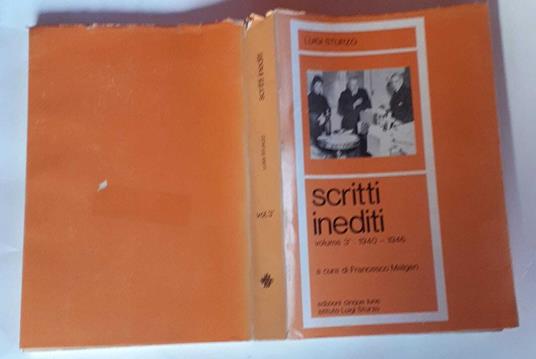 scritti inediti
LUIGI STURZO
vol. 3°
LUIGI STURZO
scritti
inediti
volume 3° · 1940 - 1946
a cura di Francesco Malgeri
edizioni cinque lune
istituto Luigi Sturzo